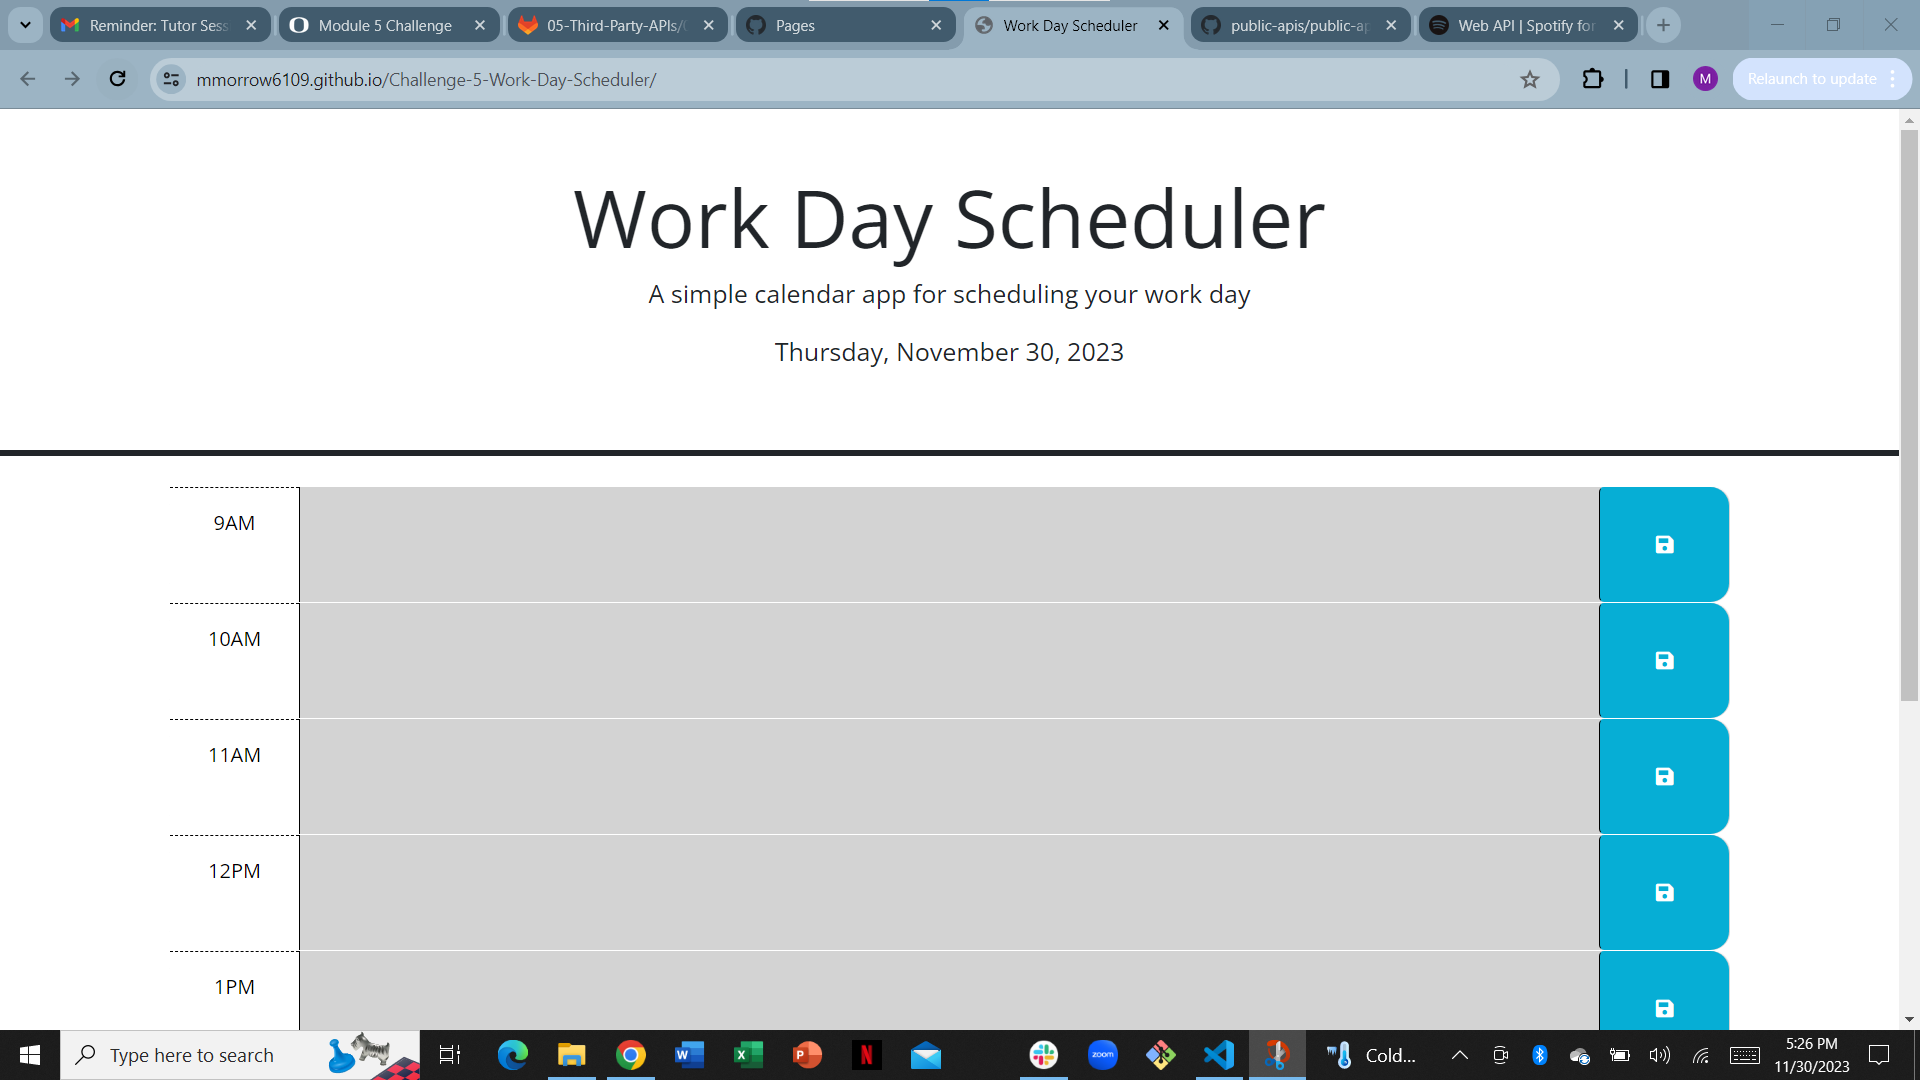 Reminder: Tutor Sess
Module 5 Challenge
05-Third-Party-APIs/
Pages
Work Day Scheduler
public-apis/public-ap
Web API | Spotify for
mmorrow6109.github.io/Challenge-5-Work-Day-Scheduler/
M
Relaunch to update
Work Day Scheduler
A simple calendar app for scheduling your work day
Thursday, November 30, 2023
9AM
10AM
11AM
12PM
1PM
Type here to search
zoom
Cold...
5:26 PM
11/30/2023